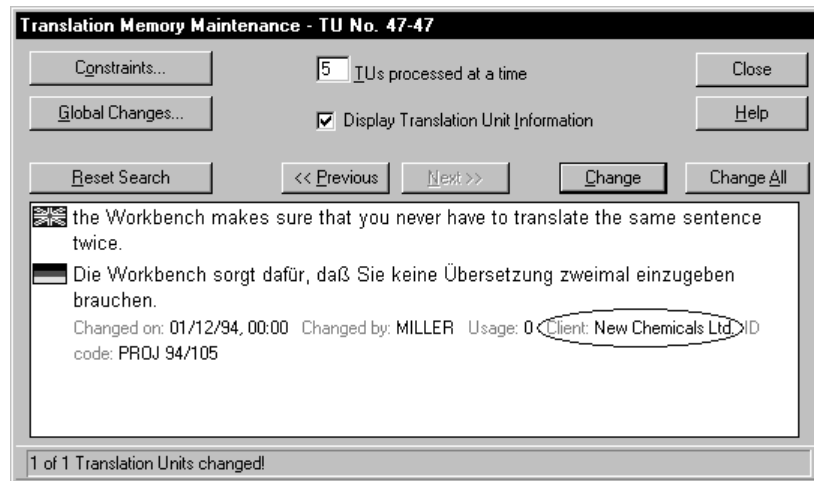 Translation Memory Maintenance - TU No. 47-47
Constraints...
5 TUs processed at a time
Close
Global Changes...
Display Translation Unit Information
Help
Reset Search
<< Previous
Next >>
Change
Change All
the Workbench makes sure that you never have to translate the same sentence
twice.
Die Workbench sorgt dafür, daß Sie keine Übersetzung zweimal einzugeben
brauchen.
Changed on: 01/12/94, 00:00 Changed by: MILLER Usage: 0 Client: New Chemicals Ltd. ID
code: PROJ 94/105
1 of 1 Translation Units changed!